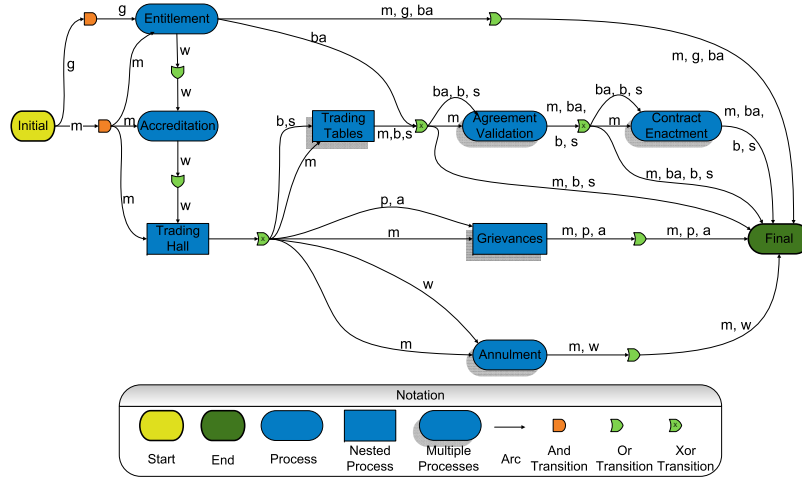 g
Entitlement
m, g, ba
g
m
w
ba
m, g, ba
w
Initial
m
m
Accreditation
b,s
Trading
Tables
m
m,b,s
x
ba, b, s
m
Agreement
Validation
m, ba,
b, s
x
ba, b, s
m
Contract
Enactment
m, ba,
b, s
w
w
m
m, b, s
m, ba, b, s
Trading
Hall
x
p, a
m
Grievances
m, p, a
m, p, a
Final
w
m
Annulment
m, w
m, w
Notation
Start
End
Process
Nested
Process
Multiple
Processes
Arc
And
Transition
Or
Transition
x
Xor
Transition